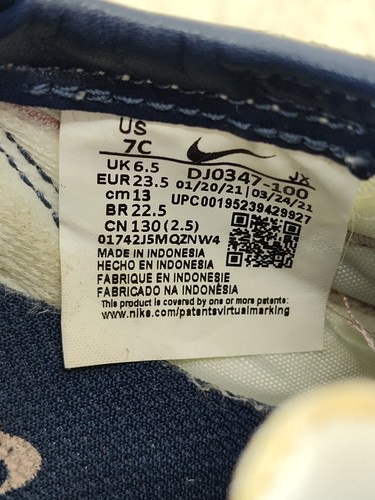 US
7C
JX
UK 6.5 DJ0347-100
EUR 23.5 01/20/21 | 03/24/21
cm 13 UPC00195239429927
BR 22.5
CN 130 (2.5)
01742J5MQZNW4
MADE IN INDONESIA
HECHO EN INDONESIA
FABRIQUE EN INDONESIE
FABRICADO NA INDONÉSIA
This product is covered by one or more patents:
www.nike.com/patentsvirtualmarking